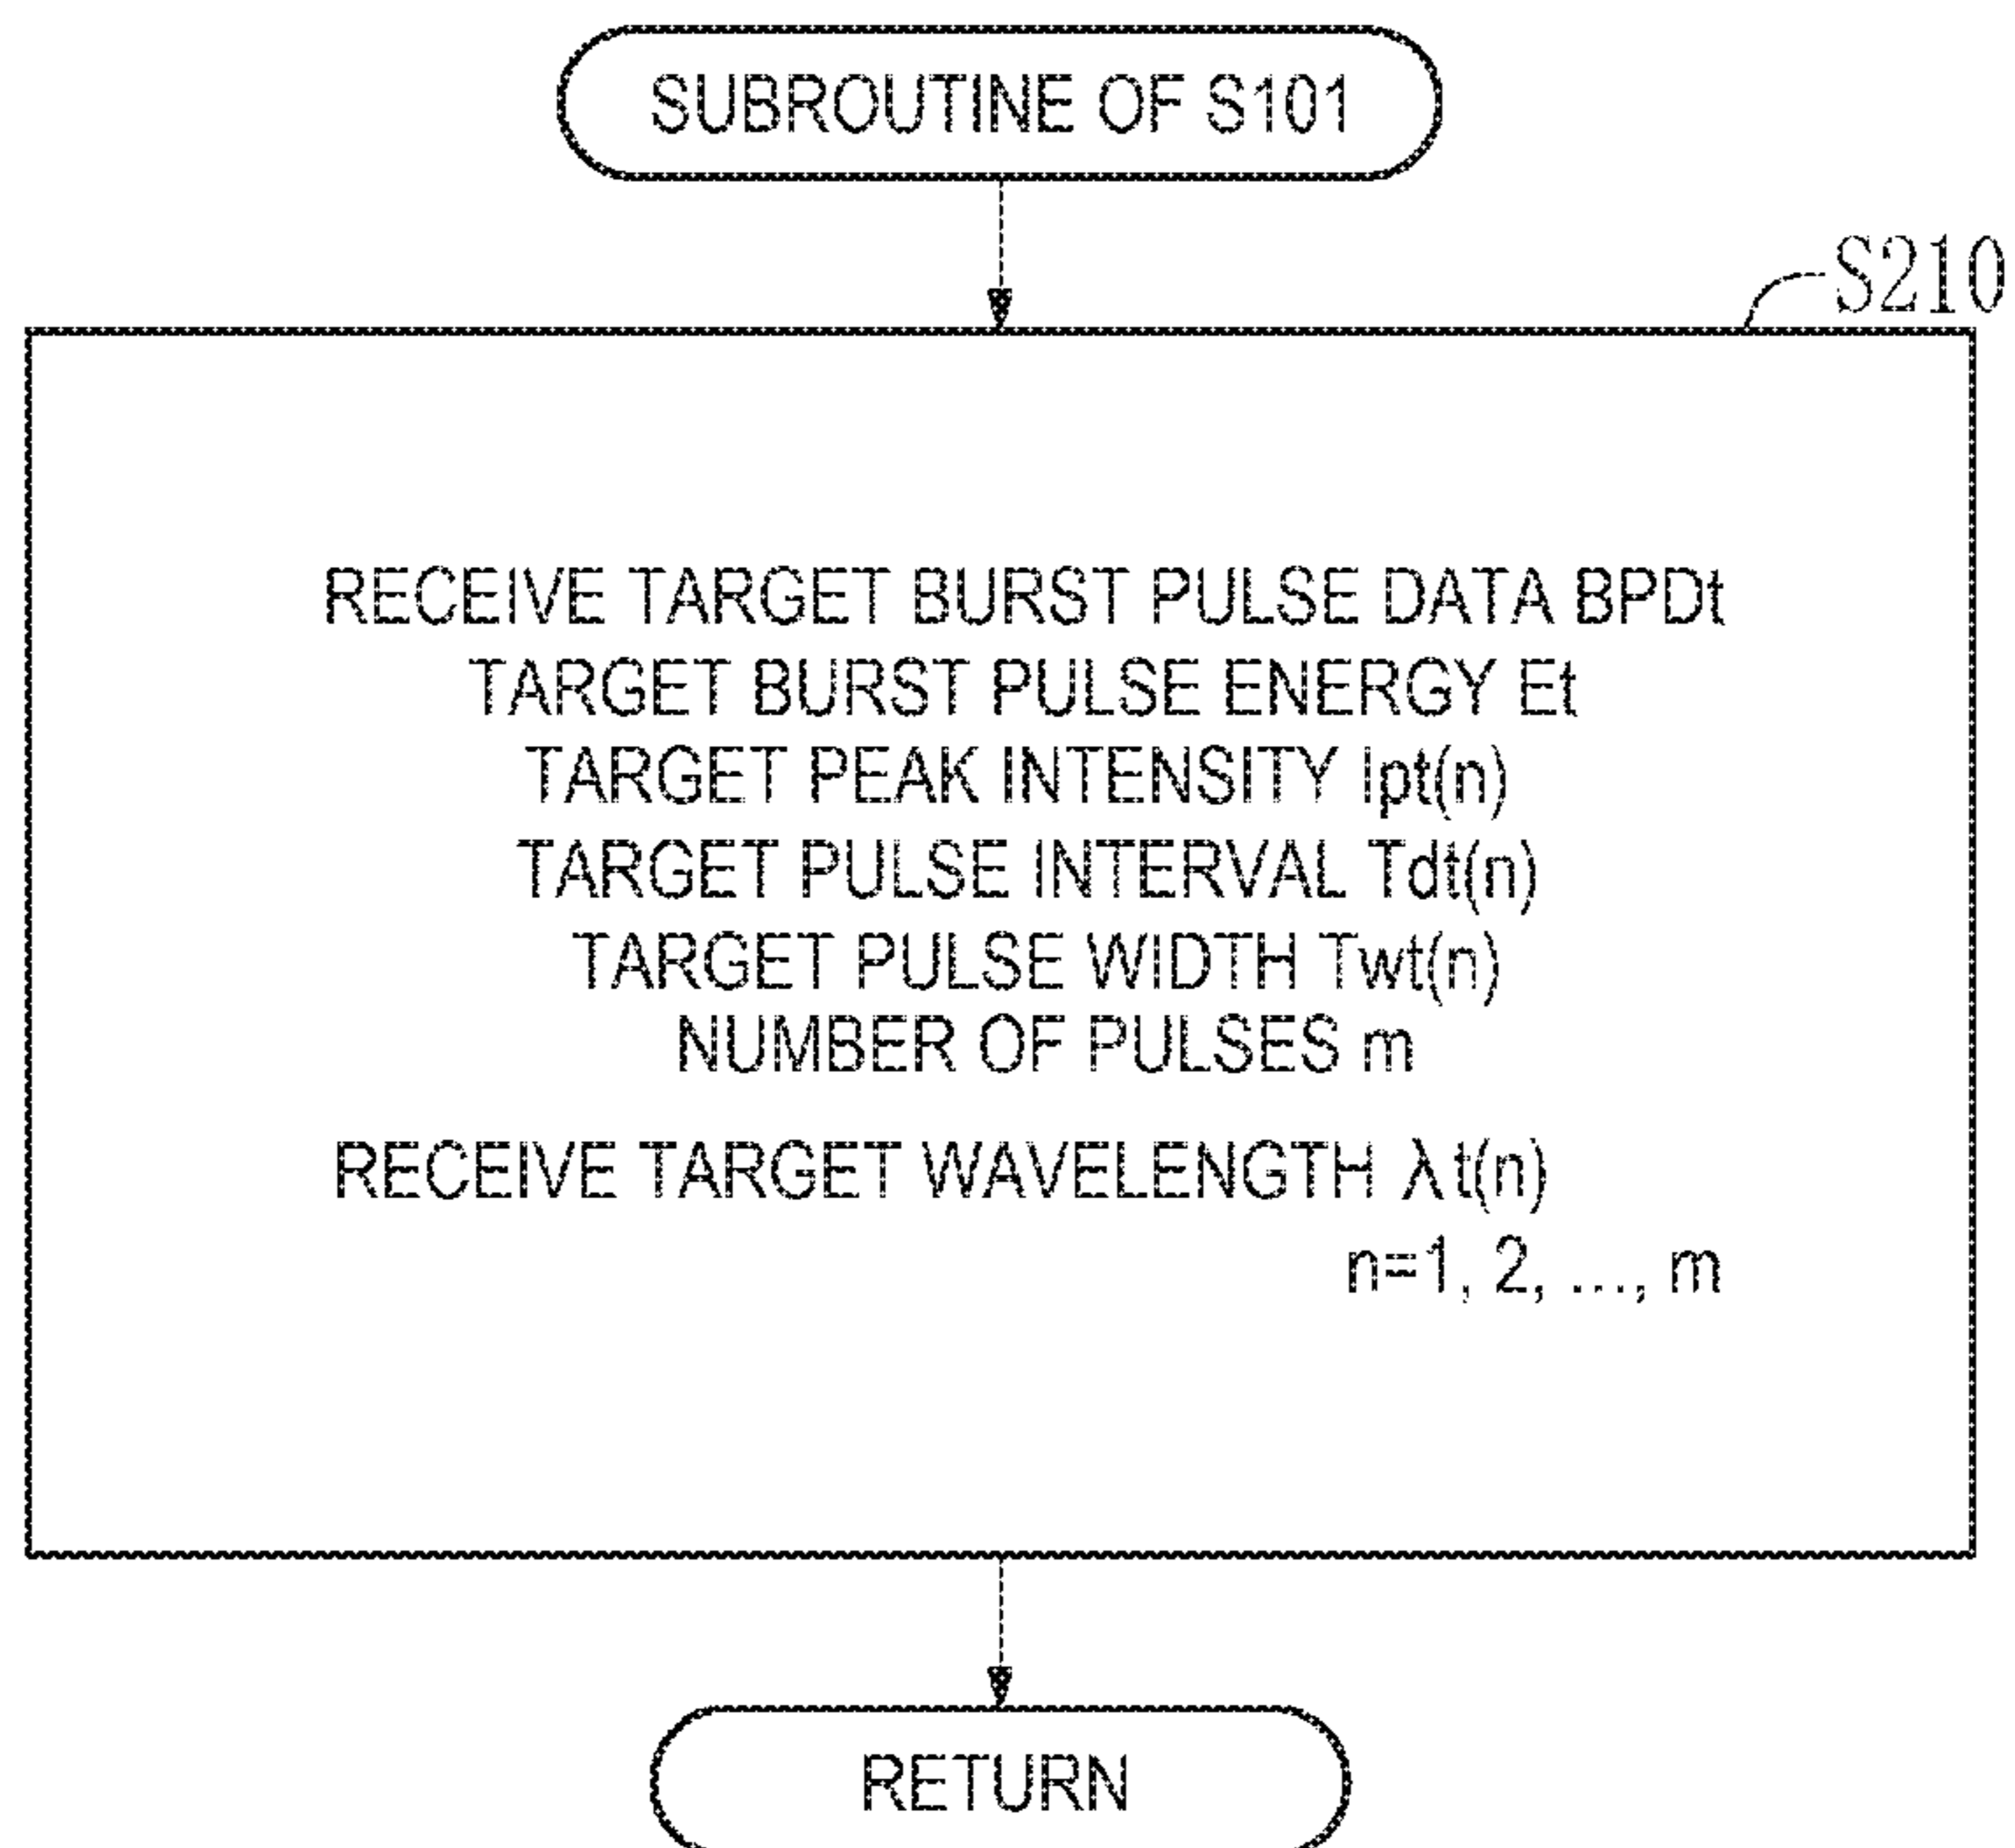 SUBROUTINE OF S101
S210
RECEIVE TARGET BURST PULSE DATA BPDt
TARGET BURST PULSE ENERGY Et
TARGET PEAK INTENSITY Ipt(n)
TARGET PULSE INTERVAL Tdt(n)
TARGET PULSE WIDTH Twt(n)
NUMBER OF PULSES m
RECEIVE TARGET WAVELENGTH λt(n)
n=1, 2, ..., m
RETURN